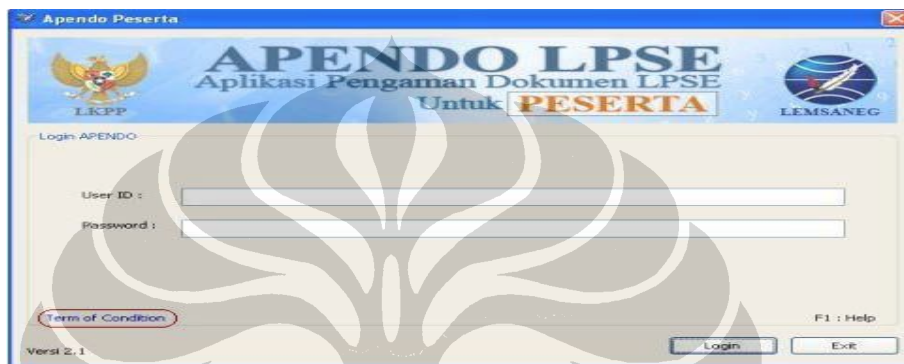 Apendo Peserta
APENDO LPSE
Aplikasi Pengaman Dokumen LPSE
Untuk PESERTA
LKPP
LEMSANEG
Login APENDO
User ID :
Password :
Term of Condition
F1 : Help
Versi 2.1
Login
Exit